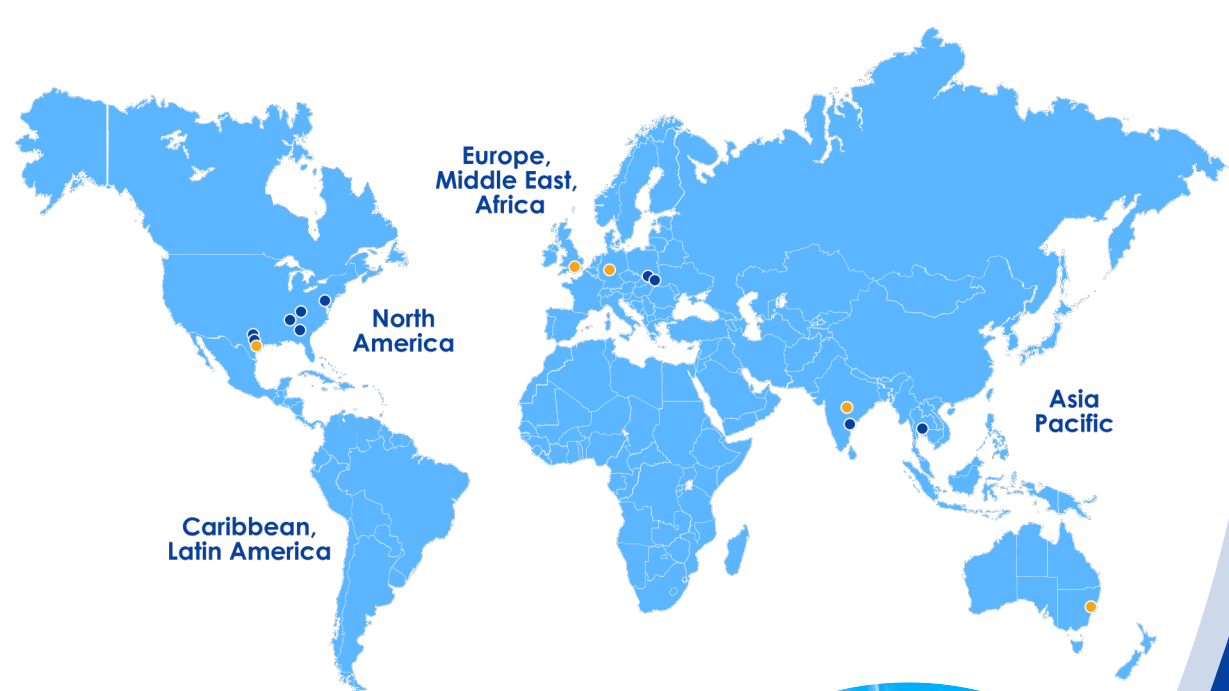 Europe,
Middle East,
Africa
North
America
Asia
Pacific
Caribbean,
Latin America